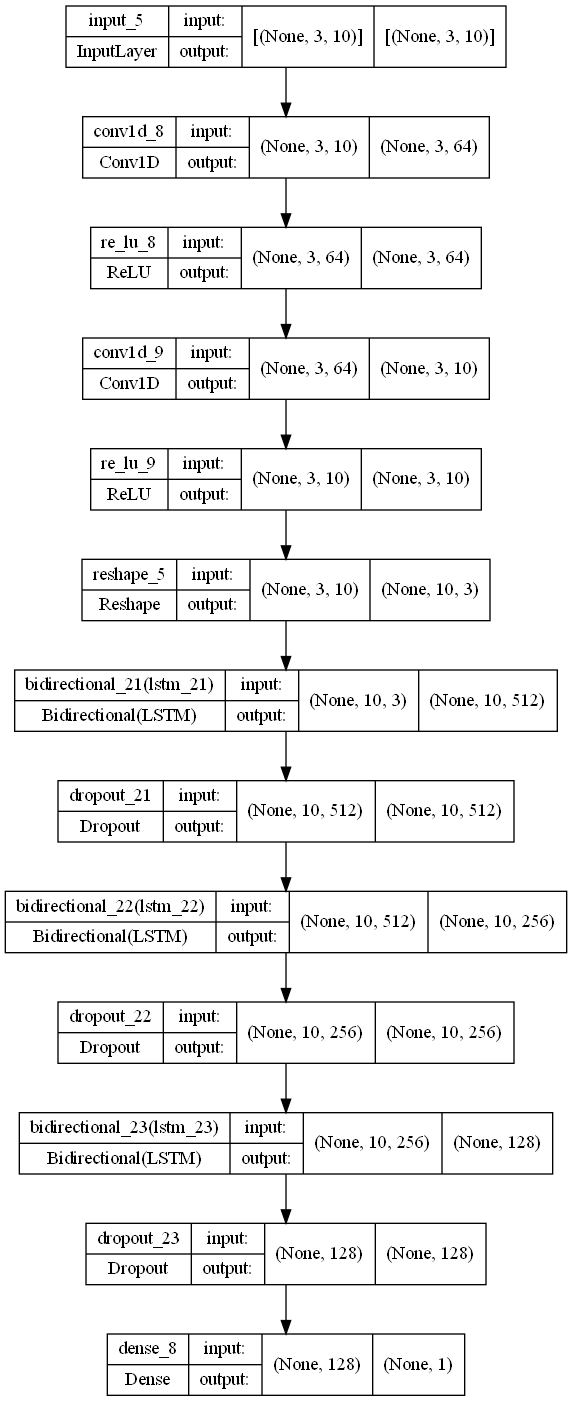 input_5 input: [(None, 3, 10)] [(None, 3, 10)]
InputLayer output:
conv1d_8 input: (None, 3, 10) (None, 3, 64)
Conv1D output:
re_lu_8 input: (None, 3, 64) (None, 3, 64)
ReLU output:
conv1d_9 input: (None, 3, 64) (None, 3, 10)
Conv1D output:
re_lu_9 input: (None, 3, 10) (None, 3, 10)
ReLU output:
reshape_5 input: (None, 3, 10) (None, 10, 3)
Reshape output:
bidirectional_21(lstm_21) input: (None, 10, 3) (None, 10, 512)
Bidirectional(LSTM) output:
dropout_21 input: (None, 10, 512) (None, 10, 512)
Dropout output:
bidirectional_22(lstm_22) input: (None, 10, 512) (None, 10, 256)
Bidirectional(LSTM) output:
dropout_22 input: (None, 10, 256) (None, 10, 256)
Dropout output:
bidirectional_23(lstm_23) input: (None, 10, 256) (None, 128)
Bidirectional(LSTM) output:
dropout_23 input: (None, 128) (None, 128)
Dropout output:
dense_8 input: (None, 128) (None, 1)
Dense output: